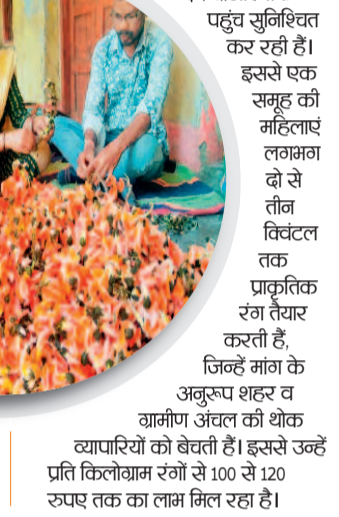 पहुंच सुनिश्चित
कर रही हैं।
इससे एक
समूह की
महिलाएं
लगभग
दो से
तीन
क्विंटल
तक
प्राकृतिक
रंग तैयार
करती हैं,
जिन्हें मांग के
अनुरूप शहर व
ग्रामीण अंचल की थोक
व्यापारियों को बेचती हैं। इससे उन्हें
प्रति किलोग्राम रंगों से 100 से 120
रुपए तक का लाभ मिल रहा है।